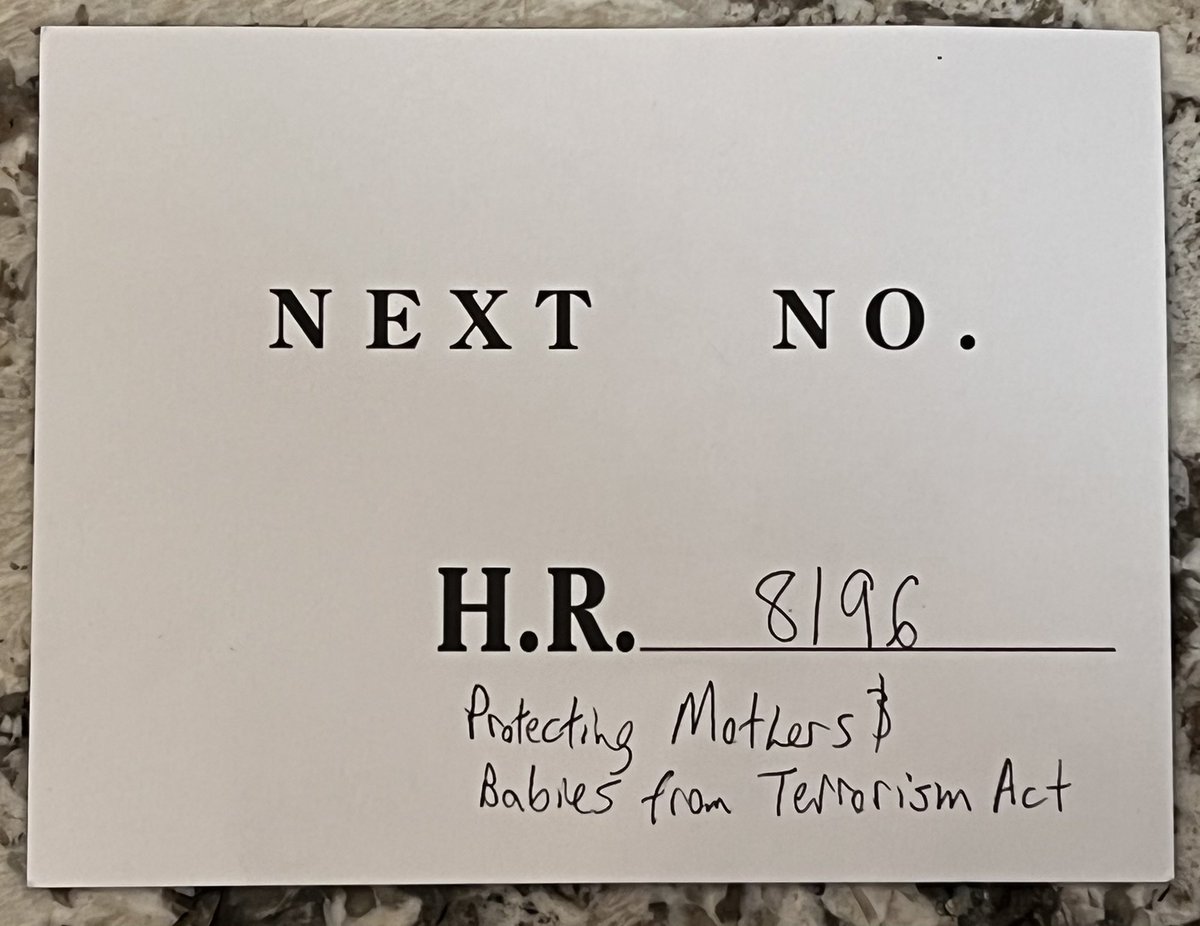 NEXT NO.
H.R. 8196
Protecting Mothers &
Babies from Terrorism Act